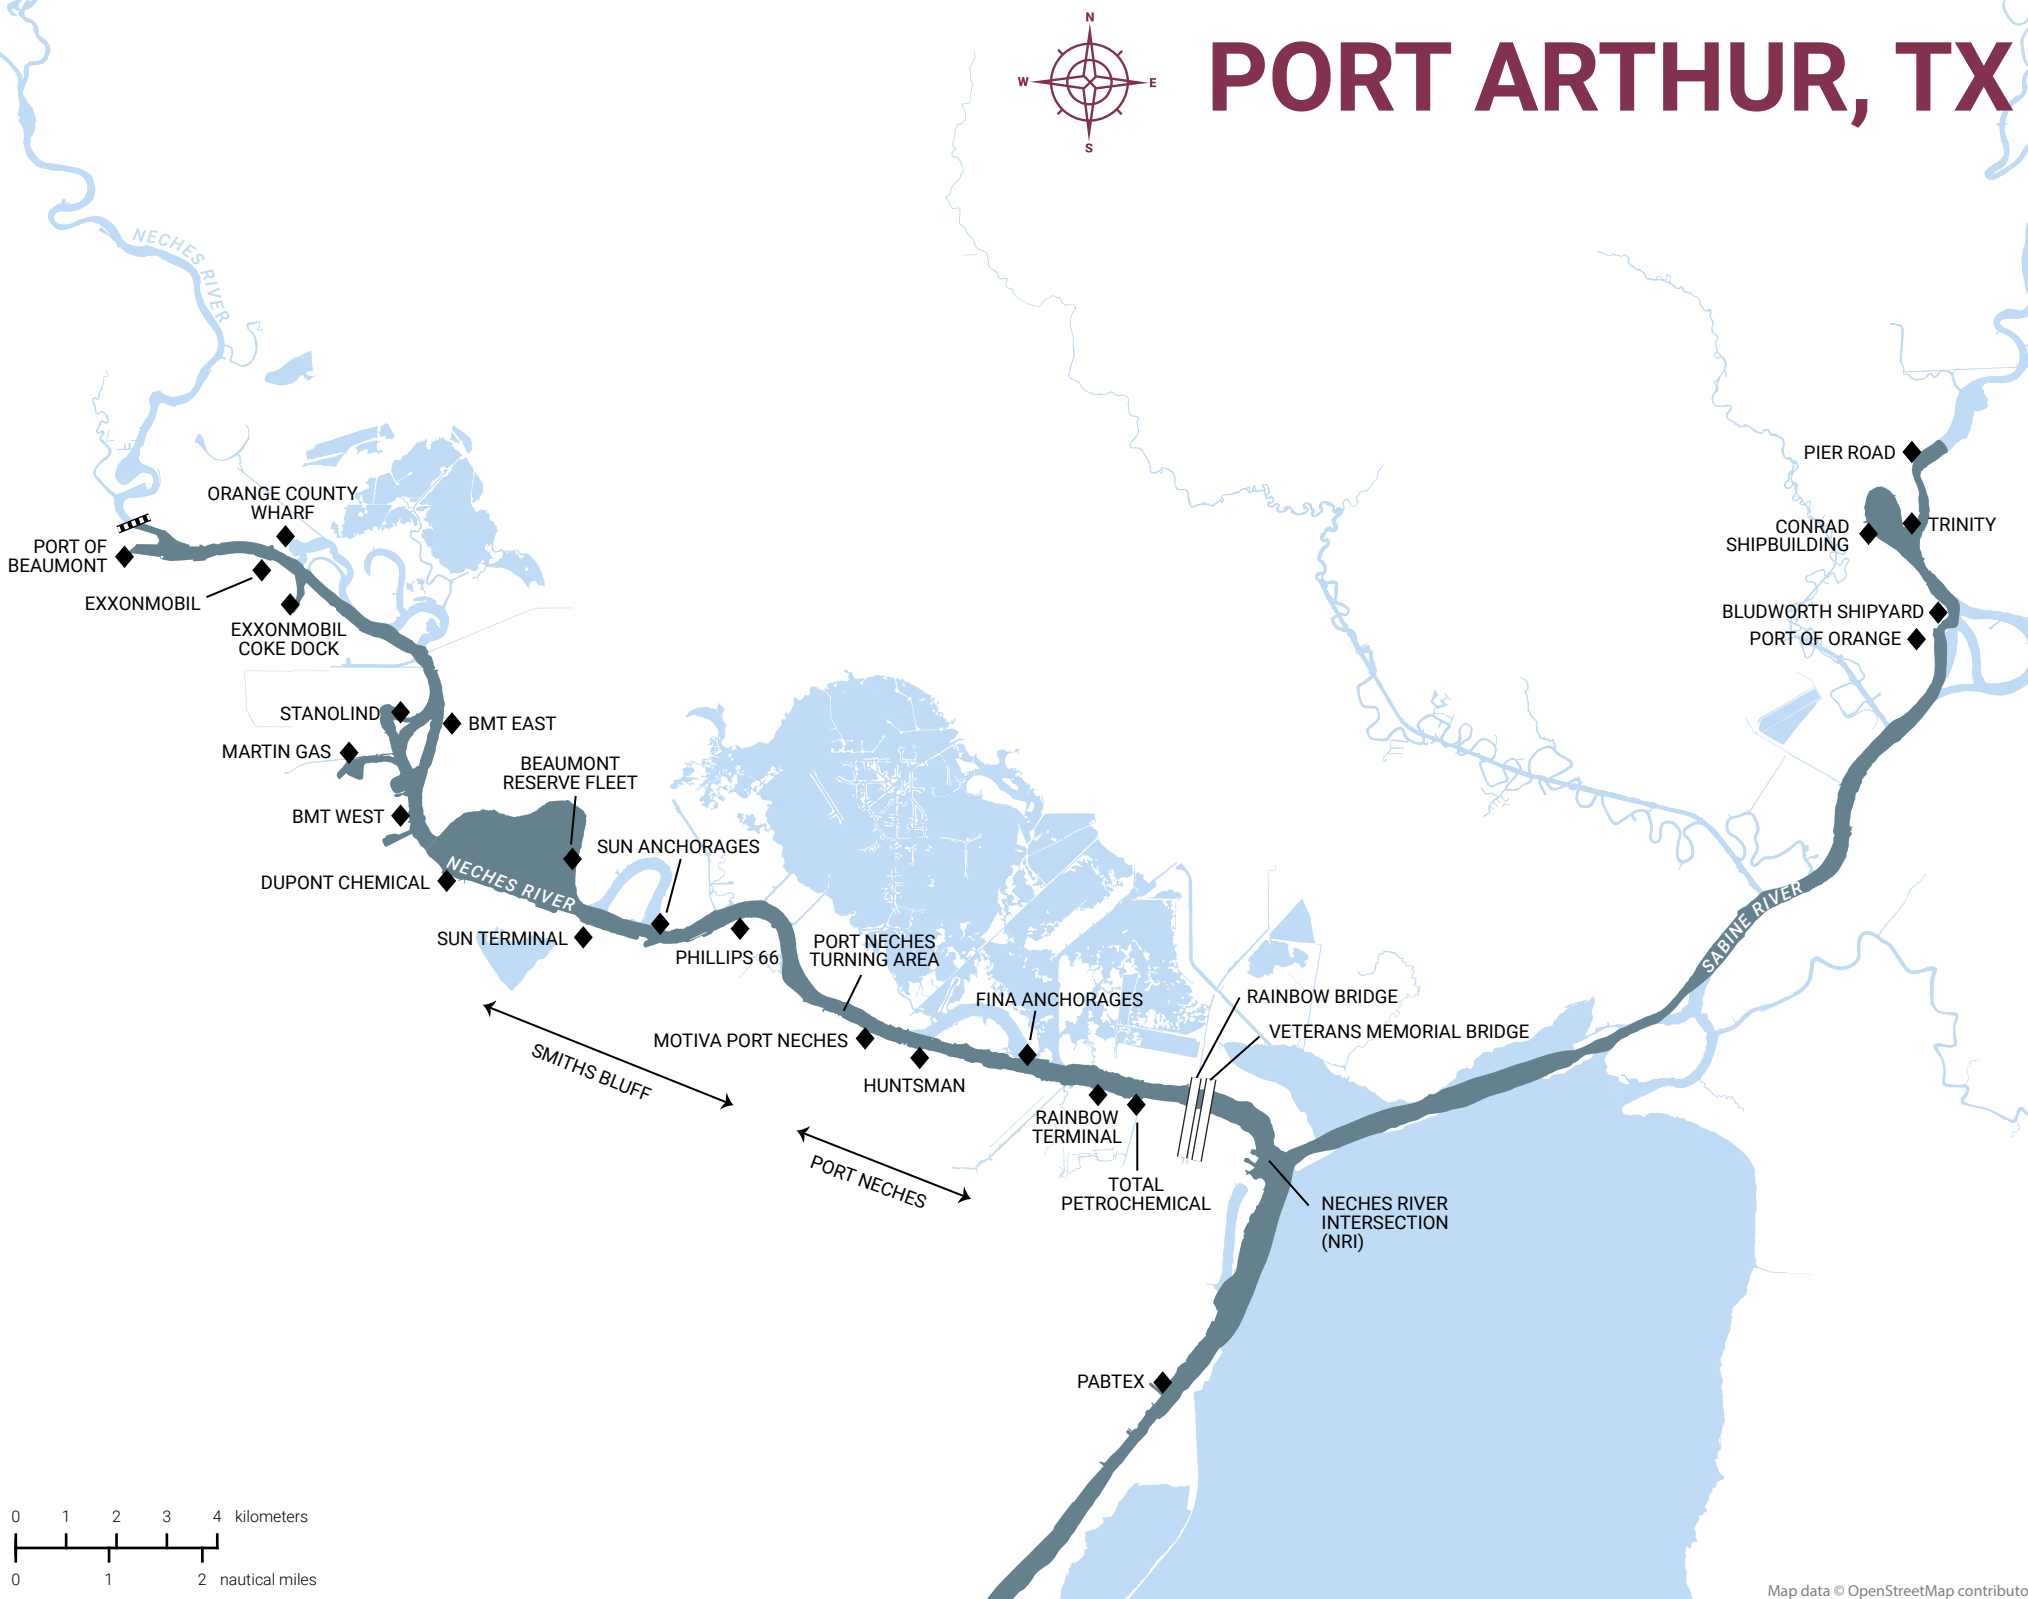 N
W
E
S
PORT ARTHUR, TX
NECHES RIVER
ORANGE COUNTY
WHARF
PORT OF
BEAUMONT
EXXONMOBIL
EXXONMOBIL
COKE DOCK
STANOLIND
BMT EAST
MARTIN GAS
BEAUMONT
RESERVE FLEET
BMT WEST
SUN ANCHORAGES
DUPONT CHEMICAL
NECHES RIVER
SUN TERMINAL
PHILLIPS 66
PORT NECHES
TURNING AREA
SMITHS BLUFF
MOTIVA PORT NECHES
HUNTSMAN
FINA ANCHORAGES
RAINBOW BRIDGE
VETERANS MEMORIAL BRIDGE
RAINBOW
TERMINAL
PORT NECHES
TOTAL
PETROCHEMICAL
NECHES RIVER
INTERSECTION
(NRI)
PABTEX
PIER ROAD
CONRAD
SHIPBUILDING
TRINITY
BLUDWORTH SHIPYARD
PORT OF ORANGE
SABINE RIVER
0 1 2 3 4 kilometers
0 1 2 nautical miles
Map data © OpenStreetMap contributo